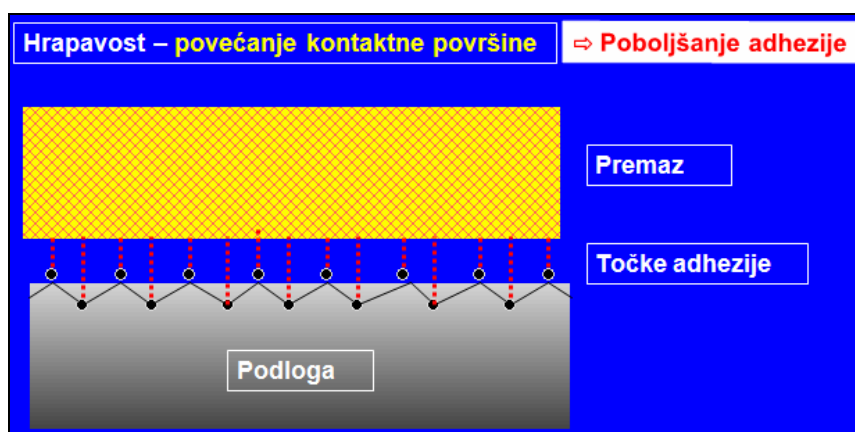 Hrapavost – povećanje kontaktne površine
⇨ Poboljšanje adhezije
Premaz
Točke adhezije
Podloga